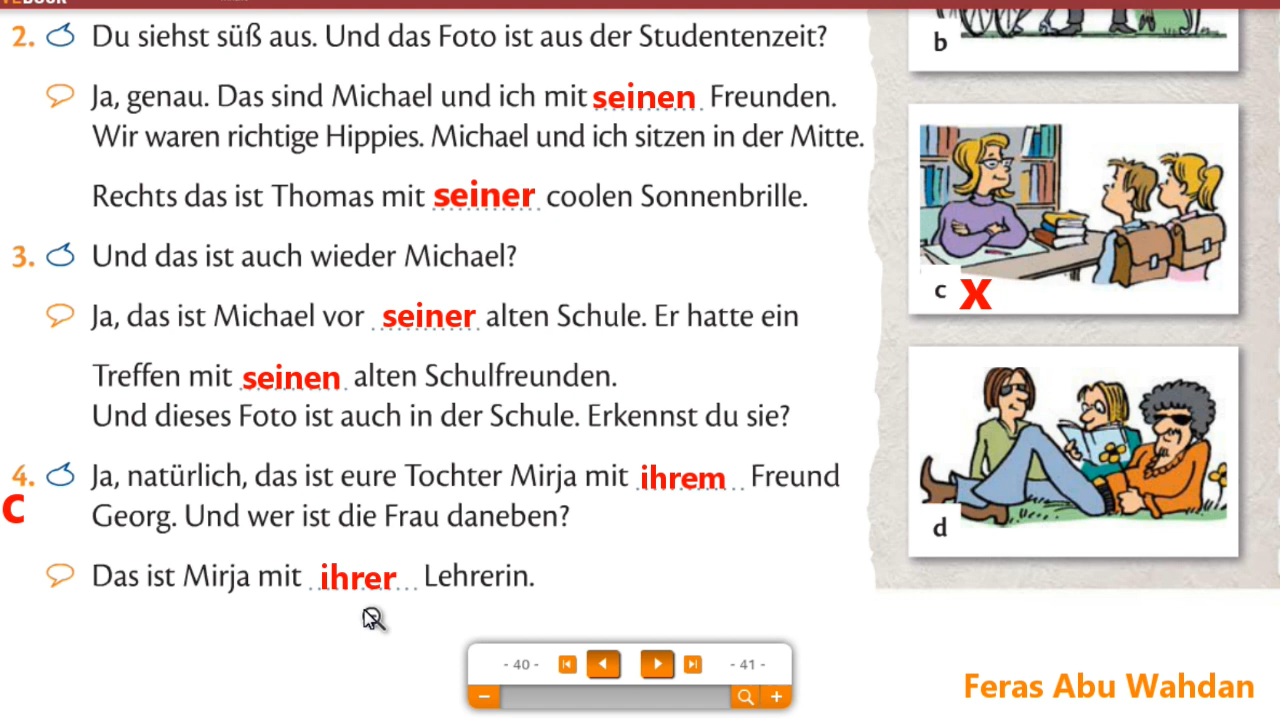 2. Du siehst süß aus. Und das Foto ist aus der Studentenzeit?
Ja, genau. Das sind Michael und ich mit seinen Freunden.
Wir waren richtige Hippies. Michael und ich sitzen in der Mitte.
Rechts das ist Thomas mit seiner coolen Sonnenbrille.
3. Und das ist auch wieder Michael?
Ja, das ist Michael vor seiner alten Schule. Er hatte ein
Treffen mit seinen alten Schulfreunden.
Und dieses Foto ist auch in der Schule. Erkennst du sie?
4. Ja, natürlich, das ist eure Tochter Mirja mit ihrem Freund
C
Georg. Und wer ist die Frau daneben?
Das ist Mirja mit ihrer Lehrerin.
b
c X
d
- 40 -
- 41 -
Feras Abu Wahdan